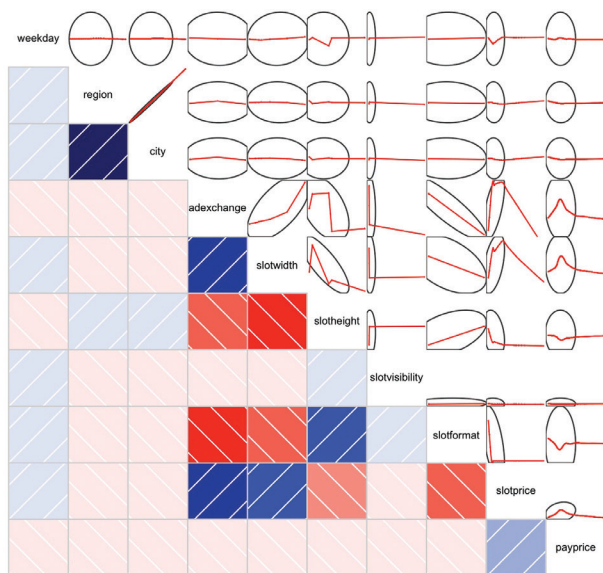 weekday
region
city
adexchange
slotwidth
slotheight
slotvisibility
slotformat
slotprice
payprice